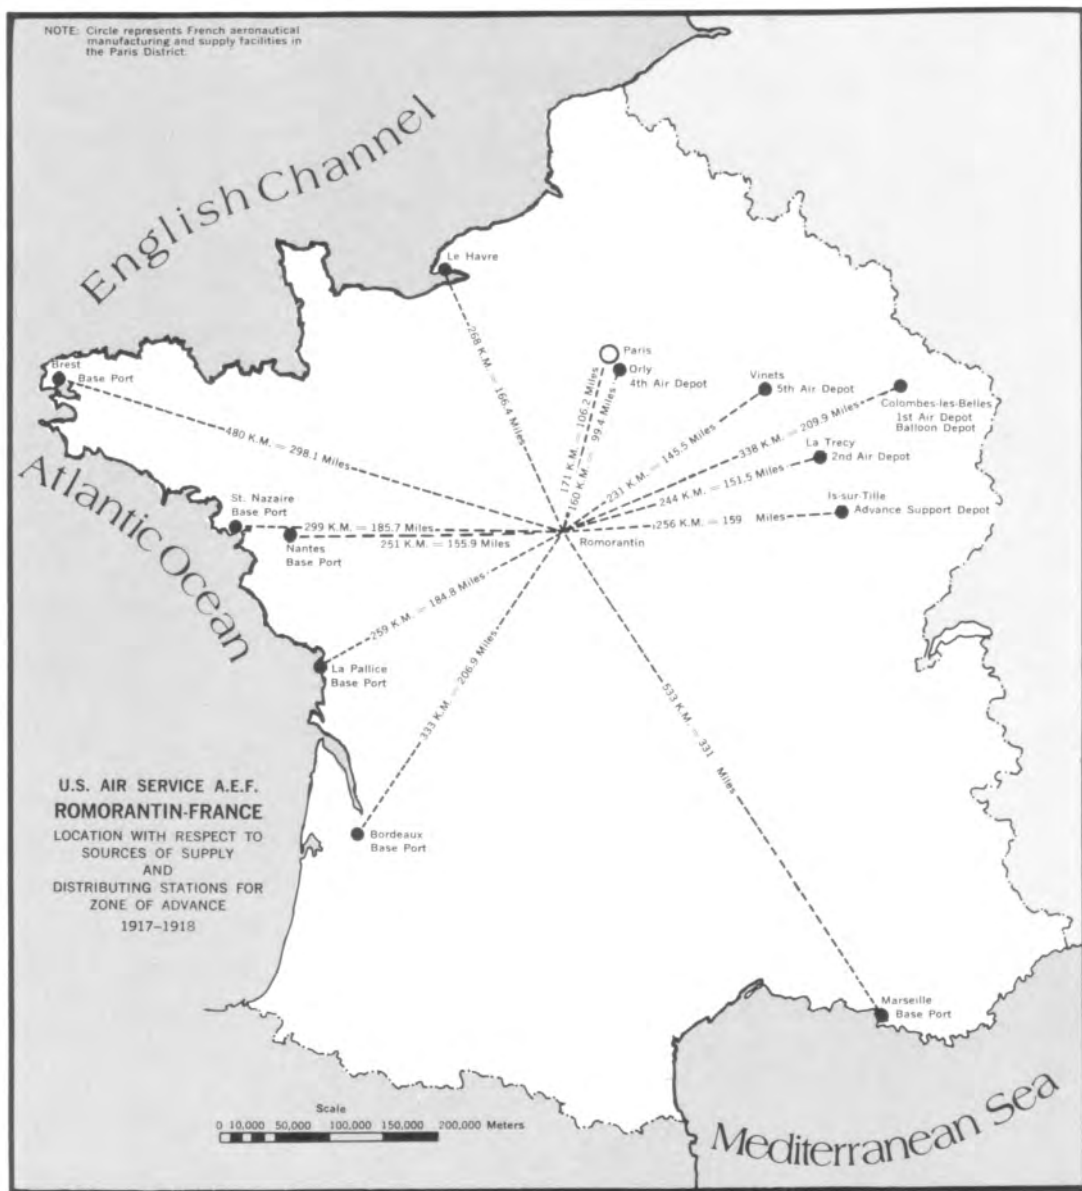 NOTE: Circle represents French aeronautical
manufacturing and supply facilities in
the Paris District.
English Channel
Le Havre
268 K.M. = 166.4 Miles
Paris
Orly
4th Air Depot
171 K.M. = 106.2 Miles
160 K.M. = 99.4 Miles
Vinets
5th Air Depot
231 K.M. = 145.5 Miles
Colombes-les-Belles
1st Air Depot
Balloon Depot
338 K.M. = 209.9 Miles
La Trecy
2nd Air Depot
244 K.M. = 151.5 Miles
Is-sur-Tille
Advance Support Depot
256 K.M. = 159 Miles
Brest
Base Port
480 K.M. = 298.1 Miles
Atlantic Ocean
St. Nazaire
Base Port
299 K.M. = 185.7 Miles
Nantes
Base Port
251 K.M. = 155.9 Miles
Romorantin
La Pallice
Base Port
259 K.M. = 184.8 Miles
333 K.M. = 206.9 Miles
533 K.M. = 331 Miles
Bordeaux
Base Port
Marseille
Base Port
U.S. AIR SERVICE A.E.F.
ROMORANTIN-FRANCE
LOCATION WITH RESPECT TO
SOURCES OF SUPPLY
AND
DISTRIBUTING STATIONS FOR
ZONE OF ADVANCE
1917–1918
Scale
0 10,000 50,000 100,000 150,000 200,000 Meters
Mediterranean Sea